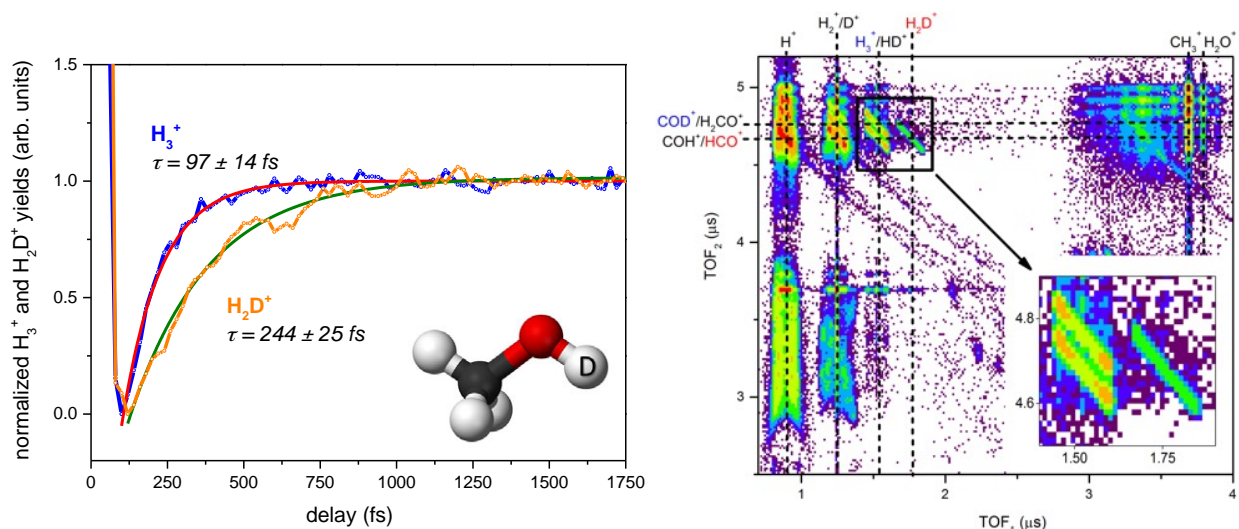 normalized H₃⁺ and H₂D⁺ yields (arb. units)
1.5
1.0
0.5
0.0
H₃⁺
τ = 97 ± 14 fs
H₂D⁺
τ = 244 ± 25 fs
D
0 250 500 750 1000 1250 1500 1750
delay (fs)
H₂⁺/D⁺ H₂D⁺
H⁺ H₃⁺/HD⁺ CH₃⁺ H₂O⁺
COD⁺/H₂CO⁺
COH⁺/HCO⁺
TOF₂ (μs)
5
4
3
4.8
4.6
1.50 1.75
1 2 3 4
(μs)